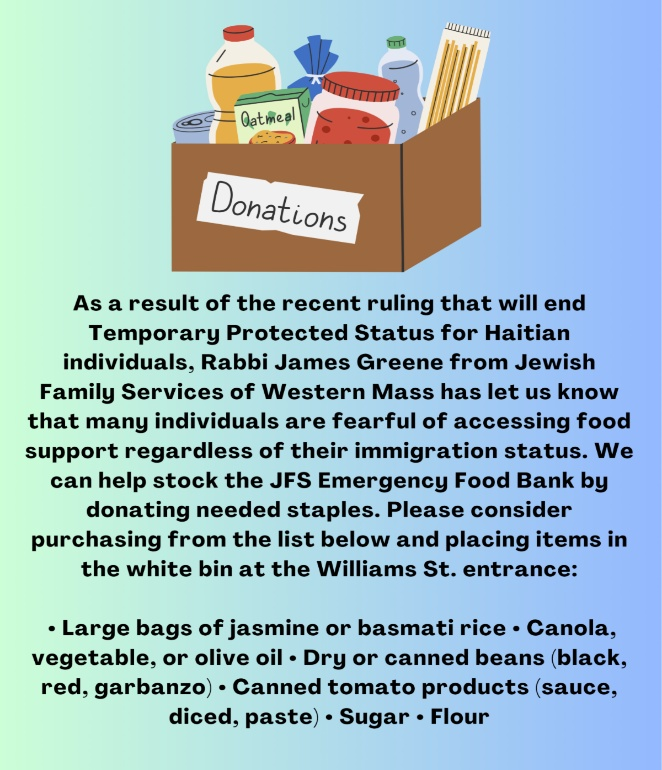 Oatmeal
Donations
As a result of the recent ruling that will end
Temporary Protected Status for Haitian
individuals, Rabbi James Greene from Jewish
Family Services of Western Mass has let us know
that many individuals are fearful of accessing food
support regardless of their immigration status. We
can help stock the JFS Emergency Food Bank by
donating needed staples. Please consider
purchasing from the list below and placing items in
the white bin at the Williams St. entrance:
• Large bags of jasmine or basmati rice • Canola,
vegetable, or olive oil • Dry or canned beans (black,
red, garbanzo) • Canned tomato products (sauce,
diced, paste) • Sugar • Flour